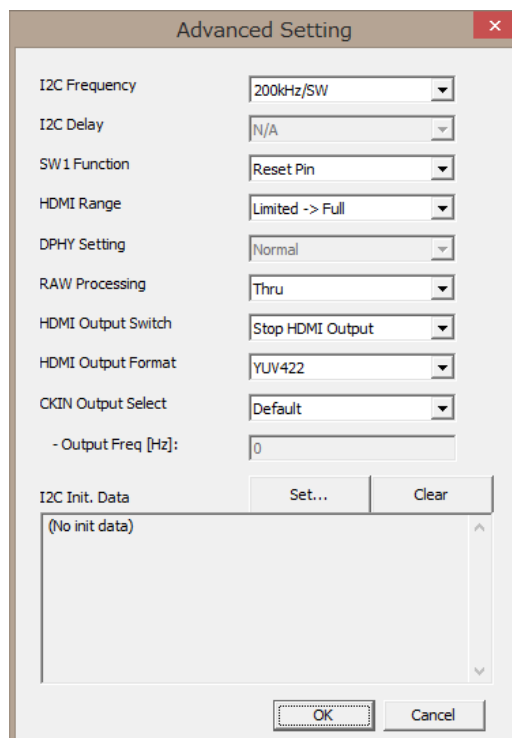 Advanced Setting
I2C Frequency 200kHz/SW
I2C Delay N/A
SW1 Function Reset Pin
HDMI Range Limited -> Full
DPHY Setting Normal
RAW Processing Thru
HDMI Output Switch Stop HDMI Output
HDMI Output Format YUV422
CKIN Output Select Default
- Output Freq [Hz]: 0
I2C Init. Data Set... Clear
(No init data)
OK Cancel